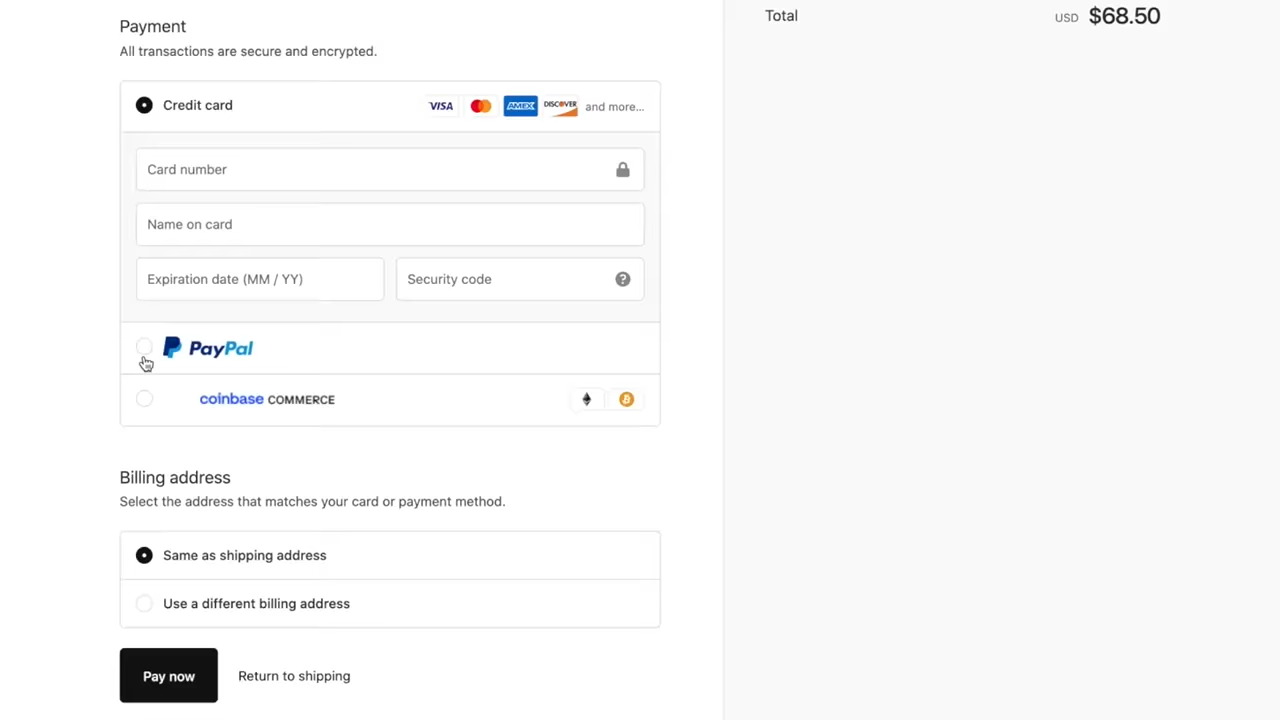 Payment
All transactions are secure and encrypted.
Credit card
VISA
AMEX
DISCOVER
and more...
Card number
Name on card
Expiration date (MM / YY)
Security code
?
PayPal
coinbase COMMERCE
Billing address
Select the address that matches your card or payment method.
Same as shipping address
Use a different billing address
Pay now
Return to shipping
Total
USD $68.50